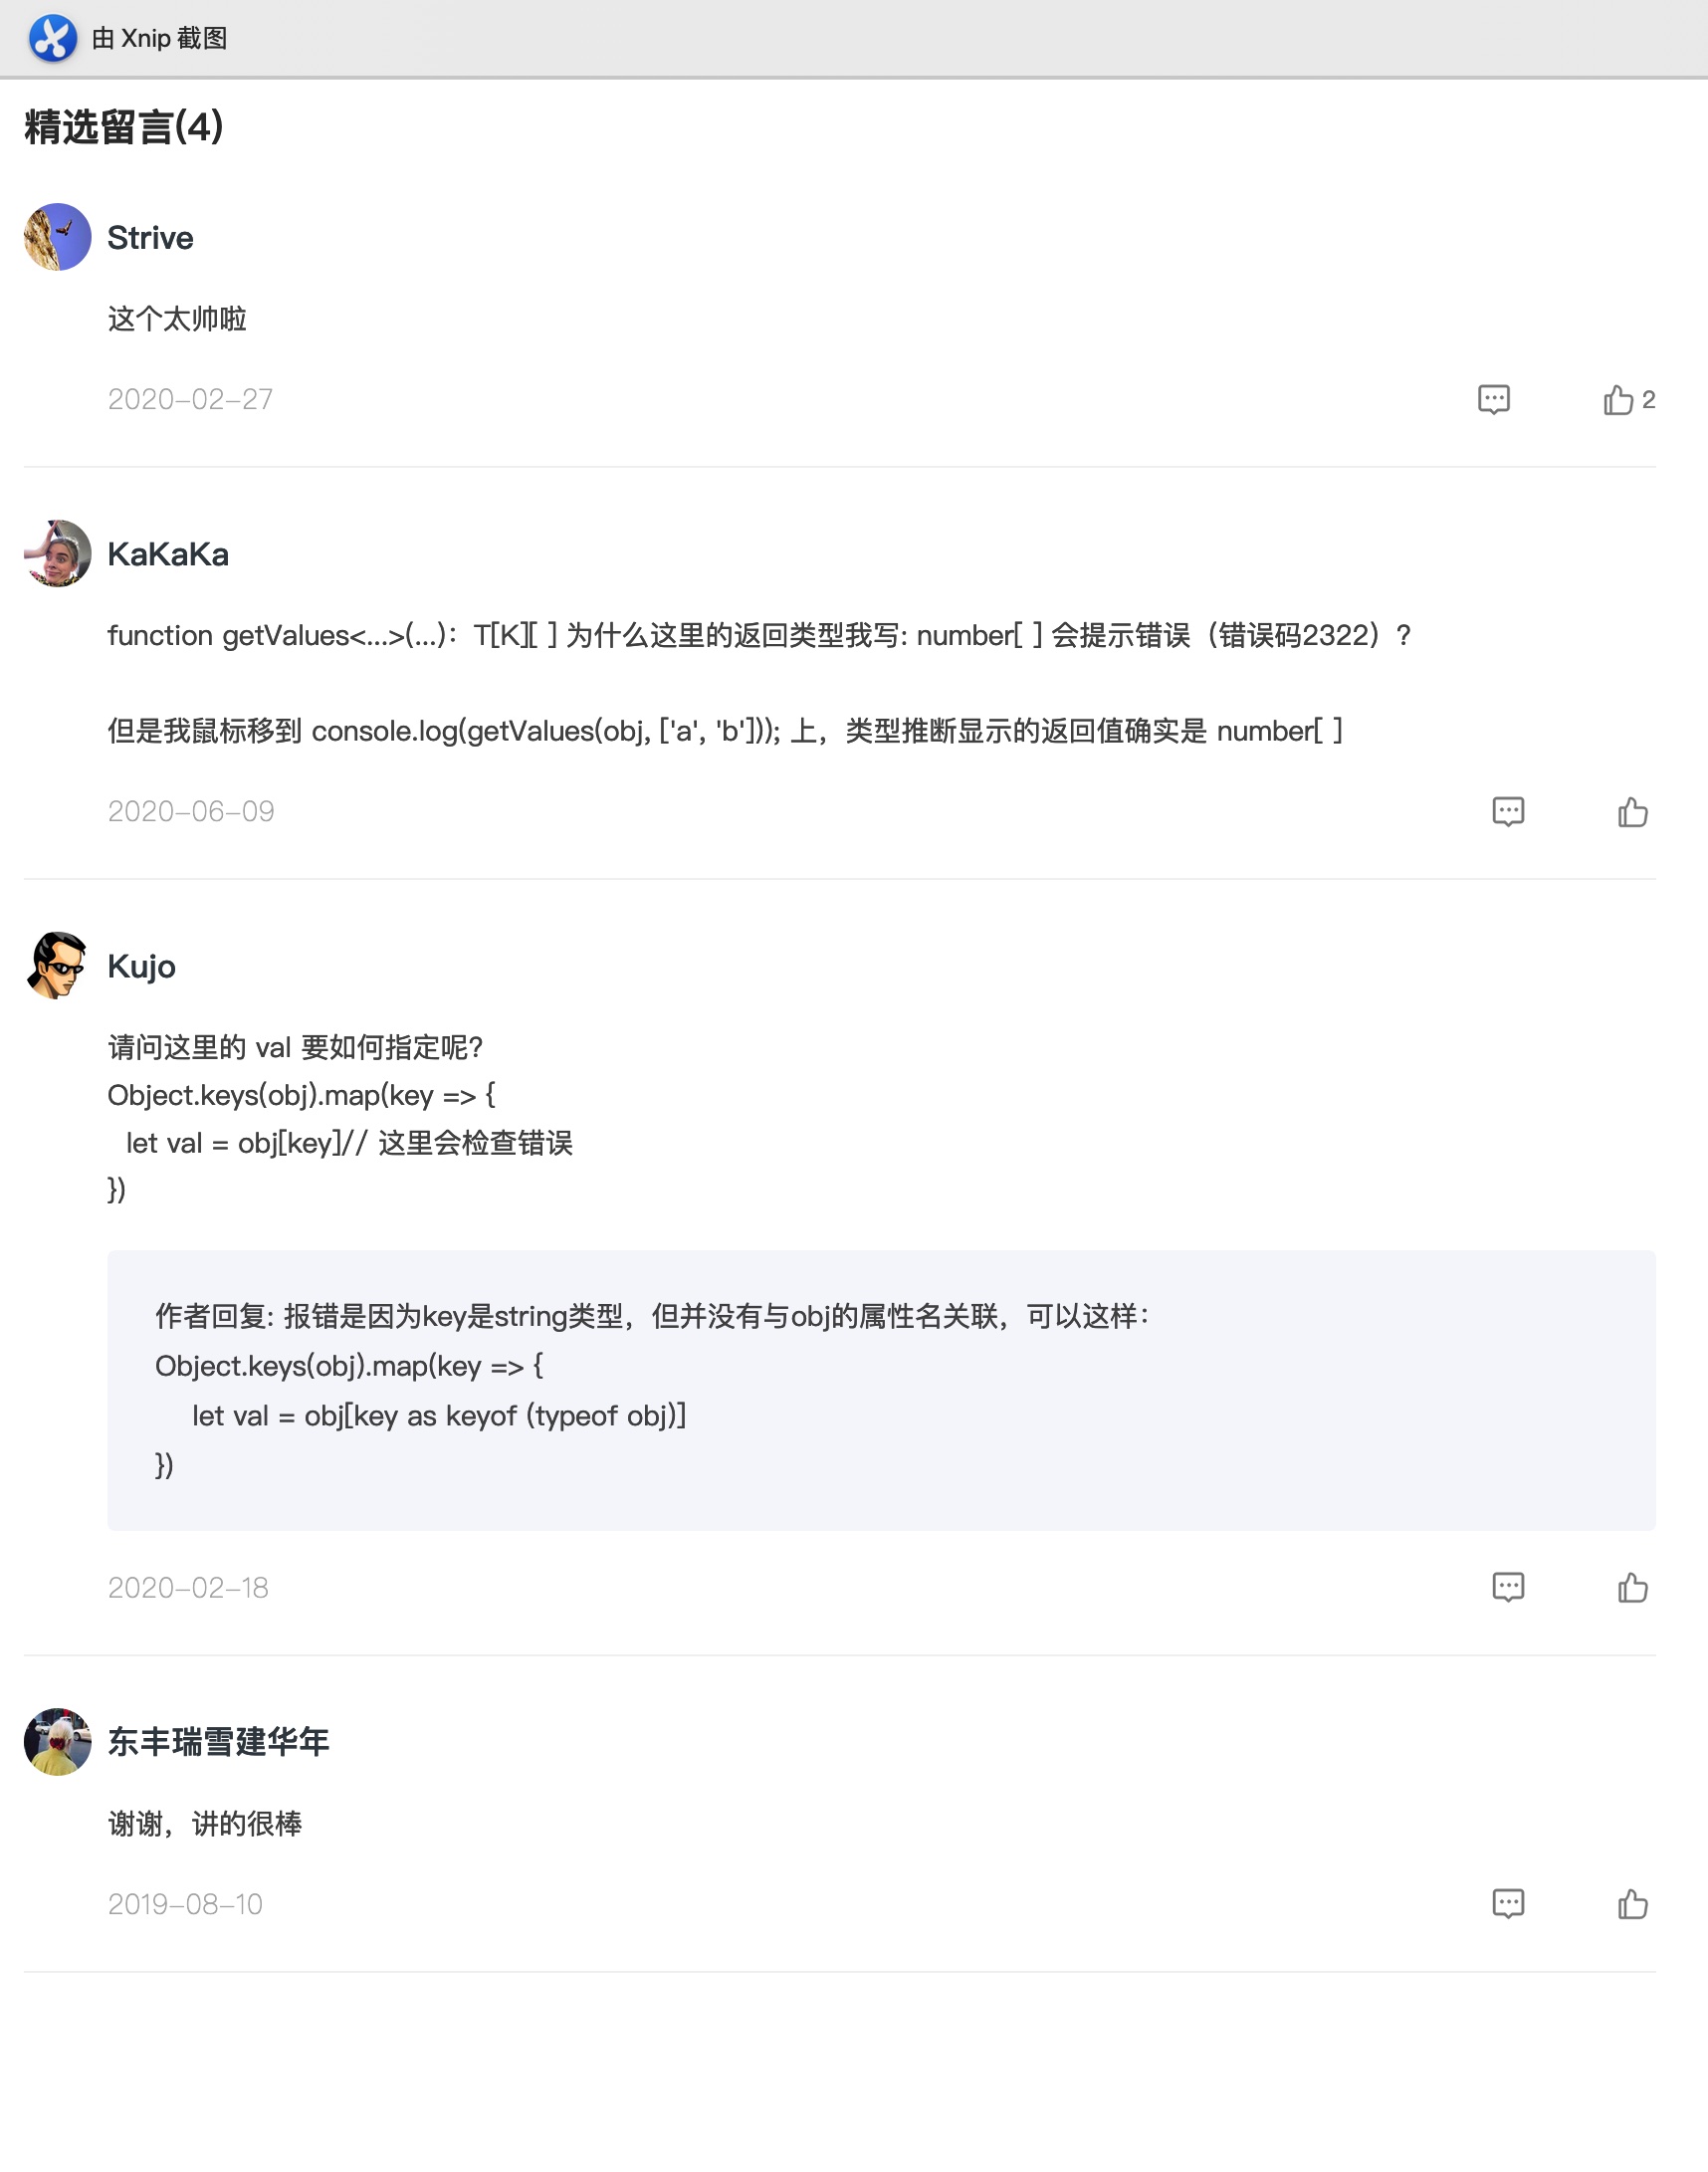 由 Xnip 截图
精选留言(4)
Strive
这个太帅啦
2020-02-27
2
KaKaKa
function getValues<...>(...)：T[K][ ] 为什么这里的返回类型我写: number[ ] 会提示错误（错误码2322）?
但是我鼠标移到 console.log(getValues(obj, ['a', 'b'])); 上，类型推断显示的返回值确实是 number[ ]
2020-06-09
Kujo
请问这里的 val 要如何指定呢?
Object.keys(obj).map(key => {
let val = obj[key]// 这里会检查错误
})
作者回复: 报错是因为key是string类型，但并没有与obj的属性名关联，可以这样：
Object.keys(obj).map(key => {
let val = obj[key as keyof (typeof obj)]
})
2020-02-18
东丰瑞雪建华年
谢谢，讲的很棒
2019-08-10